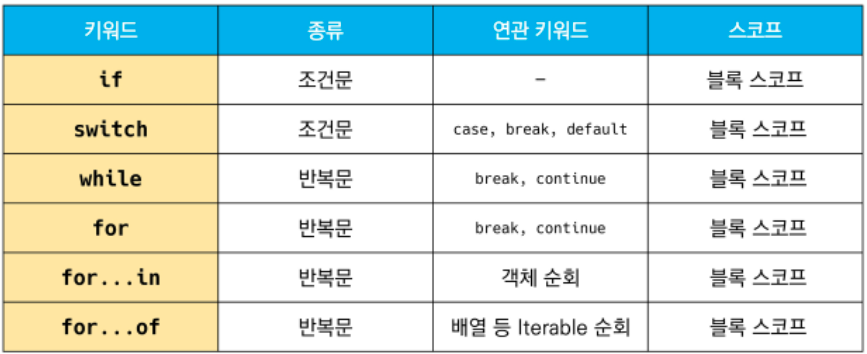 키워드 종류 연관 키워드 스코프
if 조건문 - 블록 스코프
switch 조건문 case, break, default 블록 스코프
while 반복문 break, continue 블록 스코프
for 반복문 break, continue 블록 스코프
for...in 반복문 객체 순회 블록 스코프
for...of 반복문 배열 등 Iterable 순회 블록 스코프